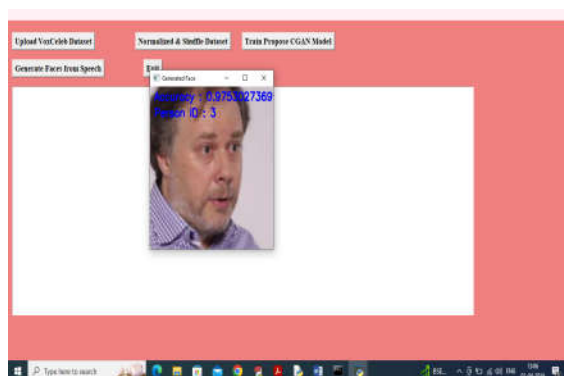 Upload VoxCeleb Dataset
Normalized & Shuffle Dataset
Train Propose CGAN Model
Generate Faces from Speech
Exit
Generated Face
Accuracy : 0.9753027369
Person ID : 3
Type here to search